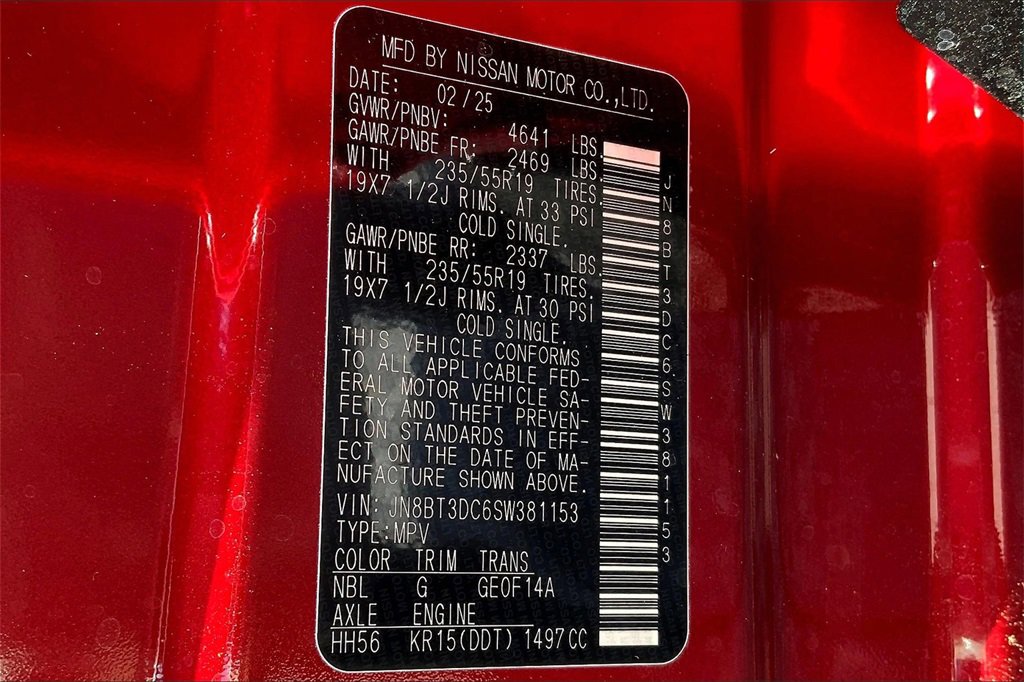 MFD BY NISSAN MOTOR CO.,LTD.
DATE: 02/25
GVWR/PNBV: 4641 LBS.
GAWR/PNBE FR: 2469 LBS.
WITH 235/55R19 TIRES.
19X7 1/2J RIMS. AT 33 PSI
COLD SINGLE.
GAWR/PNBE RR: 2337 LBS.
WITH 235/55R19 TIRES.
19X7 1/2J RIMS. AT 30 PSI
COLD SINGLE.
THIS VEHICLE CONFORMS
TO ALL APPLICABLE FED-
ERAL MOTOR VEHICLE SA-
FETY AND THEFT PREVEN-
TION STANDARDS IN EFF-
ECT ON THE DATE OF MA-
NUFACTURE SHOWN ABOVE.
VIN: JN8BT3DC6SW381153
TYPE:MPV
COLOR TRIM TRANS
NBL G GE0F14A
AXLE ENGINE
HH56 KR15(DDT) 1497CC
JN8BT3DC6SW381153